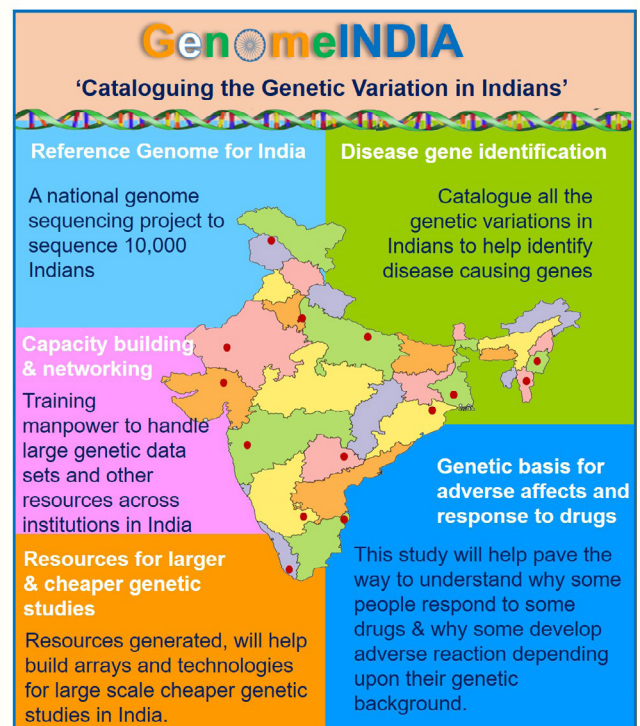 GenomeINDIA
‘Cataloguing the Genetic Variation in Indians’
Reference Genome for India
A national genome
sequencing project to
sequence 10,000
Indians
Disease gene identification
Catalogue all the
genetic variations in
Indians to help identify
disease causing genes
Capacity building
& networking
Training
manpower to handle
large genetic data
sets and other
resources across
institutions in India
Genetic basis for
adverse affects and
response to drugs
This study will help pave the
way to understand why some
people respond to some
drugs & why some develop
adverse reaction depending
upon their genetic
background.
Resources for larger
& cheaper genetic
studies
Resources generated, will help
build arrays and technologies
for large scale cheaper genetic
studies in India.